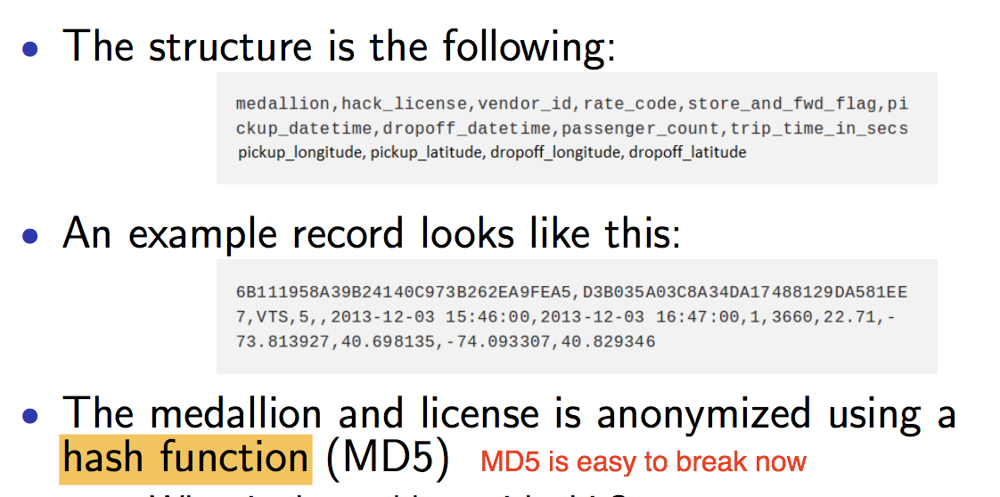 • The structure is the following:
medallion,hack_license,vendor_id,rate_code,store_and_fwd_flag,pi
ckup_datetime,dropoff_datetime,passenger_count,trip_time_in_secs
pickup_longitude, pickup_latitude, dropoff_longitude, dropoff_latitude
• An example record looks like this:
6B111958A39B24140C973B262EA9FEA5,D3B035A03C8A34DA17488129DA581EE
7,VTS,5,,2013-12-03 15:46:00,2013-12-03 16:47:00,1,3660,22.71,-
73.813927,40.698135,-74.093307,40.829346
• The medallion and license is anonymized using a
hash function (MD5) MD5 is easy to break now